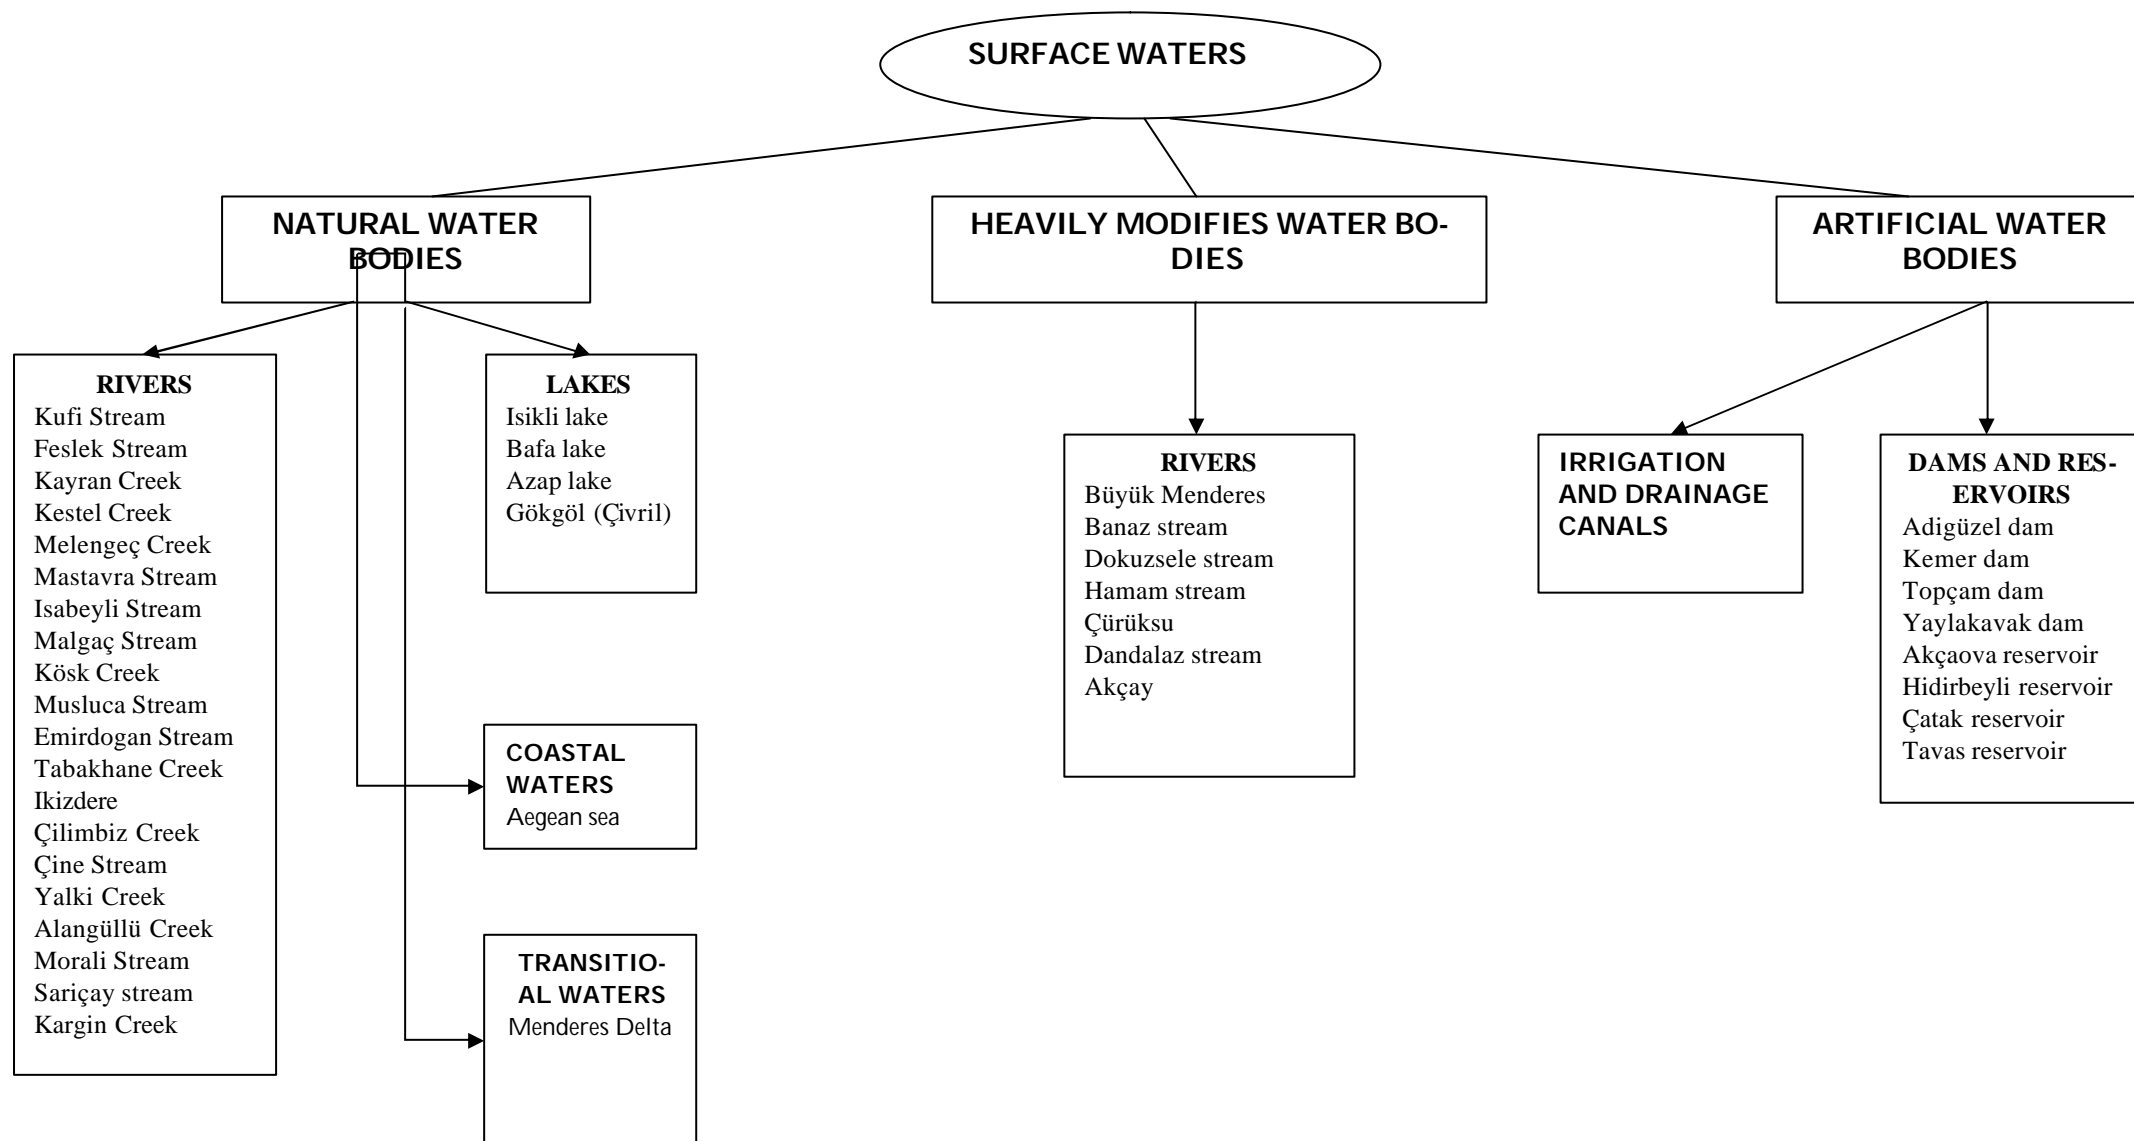 SURFACE WATERS
NATURAL WATER
BODIES
HEAVILY MODIFIES WATER BO-
DIES
ARTIFICIAL WATER
BODIES
RIVERS
Kufi Stream
Feslek Stream
Kayran Creek
Kestel Creek
Melengeç Creek
Mastavra Stream
Isabeyli Stream
Malgaç Stream
Kösk Creek
Musluca Stream
Emirdogan Stream
Tabakhane Creek
Ikizdere
Çilimbiz Creek
Çine Stream
Yalki Creek
Alangüllü Creek
Morali Stream
Sariçay stream
Kargin Creek
LAKES
Isikli lake
Bafa lake
Azap lake
Gökgöl (Çivril)
COASTAL
WATERS
Aegean sea
TRANSITIO-
AL WATERS
Menderes Delta
RIVERS
Büyük Menderes
Banaz stream
Dokuzsele stream
Hamam stream
Çürüksu
Dandalaz stream
Akçay
IRRIGATION
AND DRAINAGE
CANALS
DAMS AND RES-
ERVOIRS
Adigüzel dam
Kemer dam
Topçam dam
Yaylakavak dam
Akçaova reservoir
Hidirbeyli reservoir
Çatak reservoir
Tavas reservoir